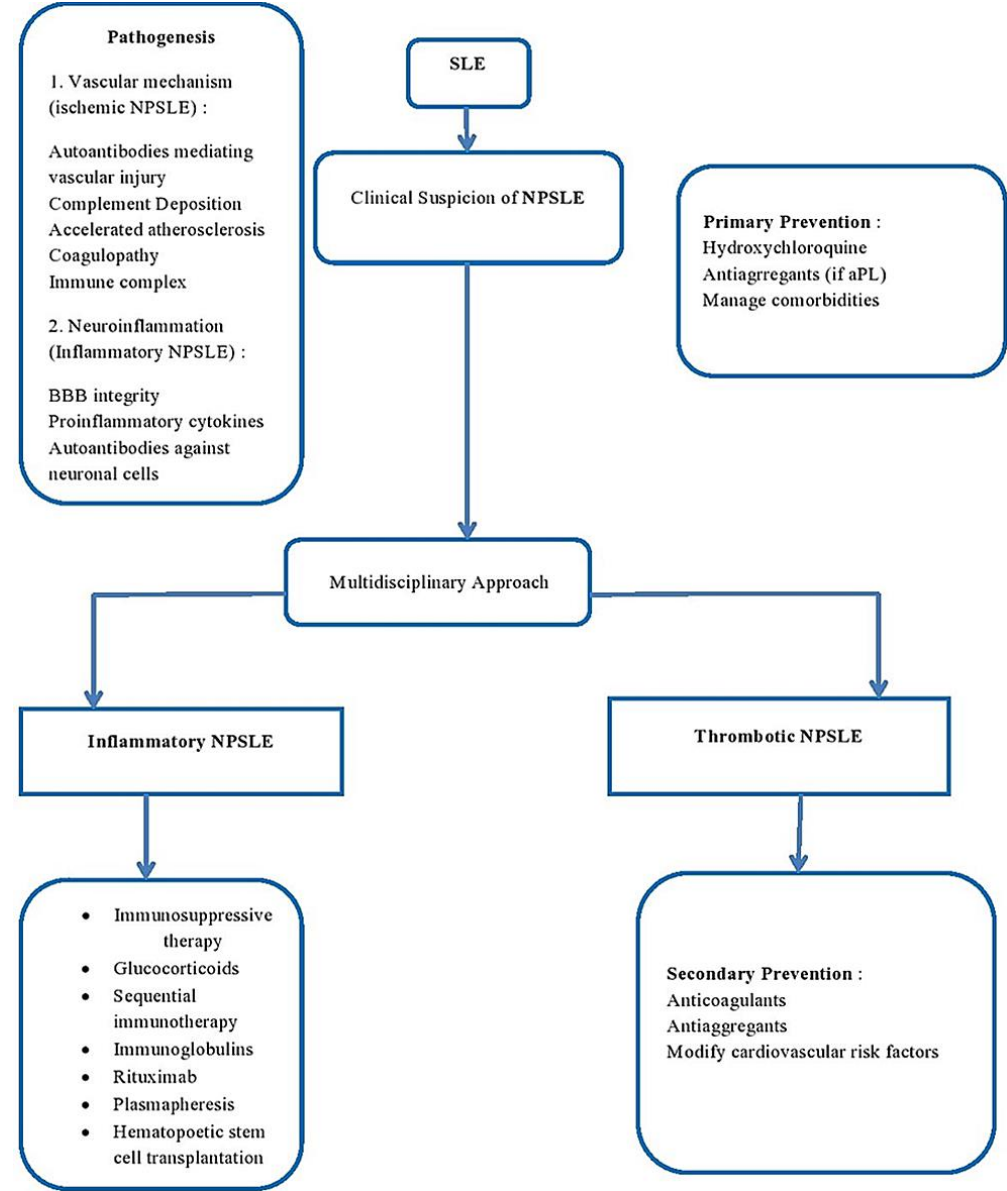 Pathogenesis
1. Vascular mechanism
(ischemic NPSLE) :
Autoantibodies mediating
vascular injury
Complement Deposition
Accelerated atherosclerosis
Coagulopathy
Immune complex
2. Neuroinflammation
(Inflammatory NPSLE) :
BBB integrity
Proinflammatory cytokines
Autoantibodies against
neuronal cells
SLE
Clinical Suspicion of NPSLE
Primary Prevention :
Hydroxychloroquine
Antiagrregants (if aPL)
Manage comorbidities
Multidisciplinary Approach
Inflammatory NPSLE
Thrombotic NPSLE
• Immunosuppressive
therapy
• Glucocorticoids
• Sequential
immunotherapy
• Immunoglobulins
• Rituximab
• Plasmapheresis
• Hematopoetic stem
cell transplantation
Secondary Prevention :
Anticoagulants
Antiaggregants
Modify cardiovascular risk factors